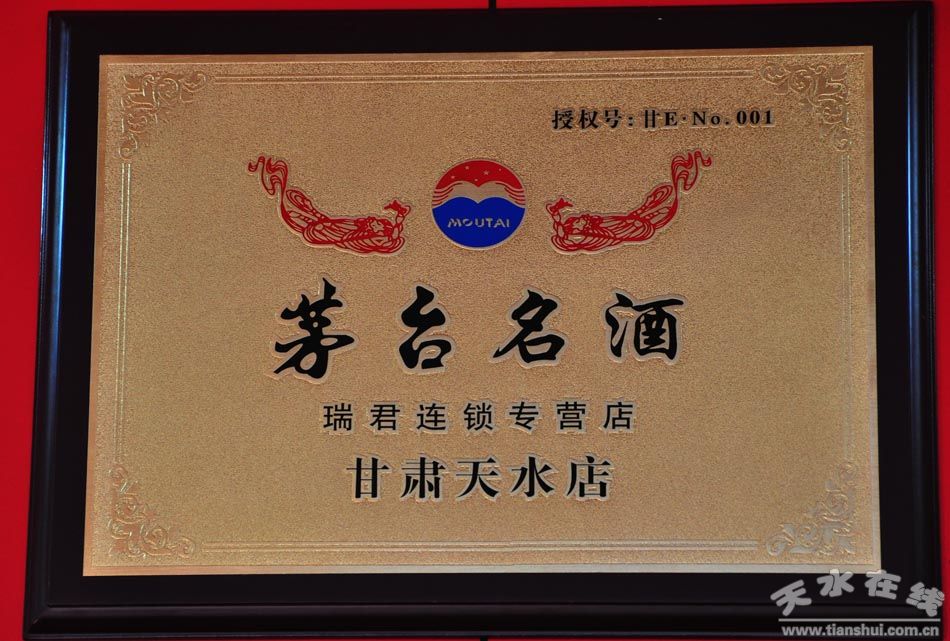 授权号:甘E·No.001
MOUTAI
茅台名酒
瑞君连锁专营店
甘肃天水店
天水在线
www.tianshui.com.cn